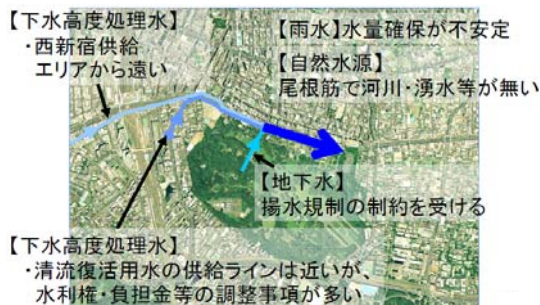 【下水高度処理水】
・西新宿供給
エリアから遠い
【雨水】水量確保が不安定
【自然水源】
尾根筋で河川・湧水等が無い
【地下水】
揚水規制の制約を受ける
【下水高度処理水】
・清流復活用水の供給ラインは近いが、
水利権・負担金等の調整事項が多い